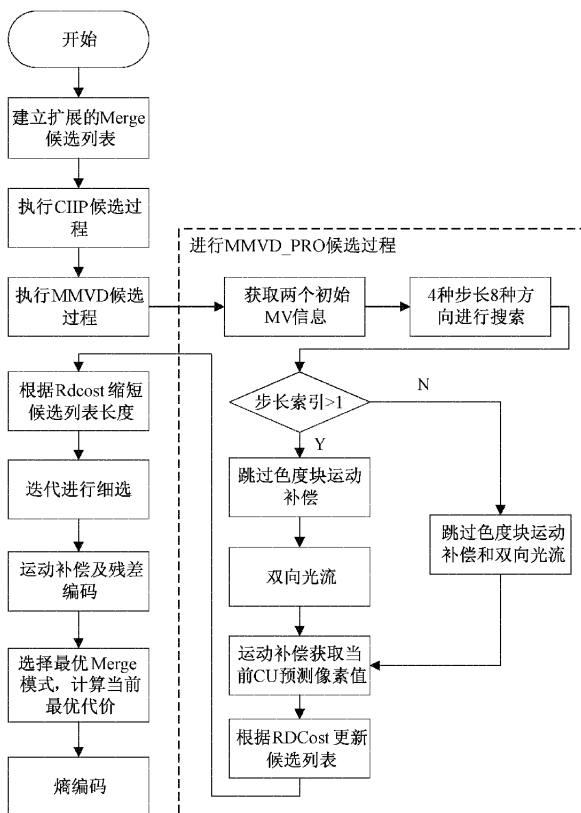 开始
建立扩展的Merge
候选列表
执行CIIP候选过
程
执行MMVD候选
过程
进行MMVD_PRO候选过程
获取两个初始
MV信息
4种步长8种方
向进行搜索
步长索引>1
N
Y
跳过色度块运动
补偿
双向光流
跳过色度块运动
补偿和双向光流
运动补偿获取当
前CU预测像素值
根据RDCost 更新
候选列表
根据Rdcost 缩短
候选列表长度
迭代进行细选
运动补偿及残差
编码
选择最优 Merge
模式，计算当前
最优代价
熵编码